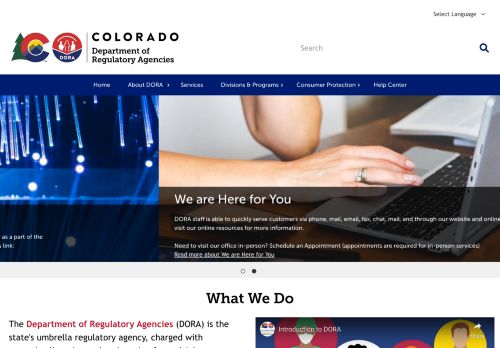 Select Language
COLORADO
Department of
Regulatory Agencies
DORA
Search
Home
About DORA
Services
Divisions & Programs
Consumer Protection
Help Center
as a part of the
s link:
We are Here for You
DORA staff is able to quickly serve customers via phone, mail, email, fax, chat, mail, and through our website and online
visit our online resources for more information.
Need to visit our office in-person? Schedule an Appointment (appointments are required for in-person services)
Read more about We are Here for You
What We Do
The Department of Regulatory Agencies (DORA) is the
state's umbrella regulatory agency, charged with
Introduction to DORA
Share